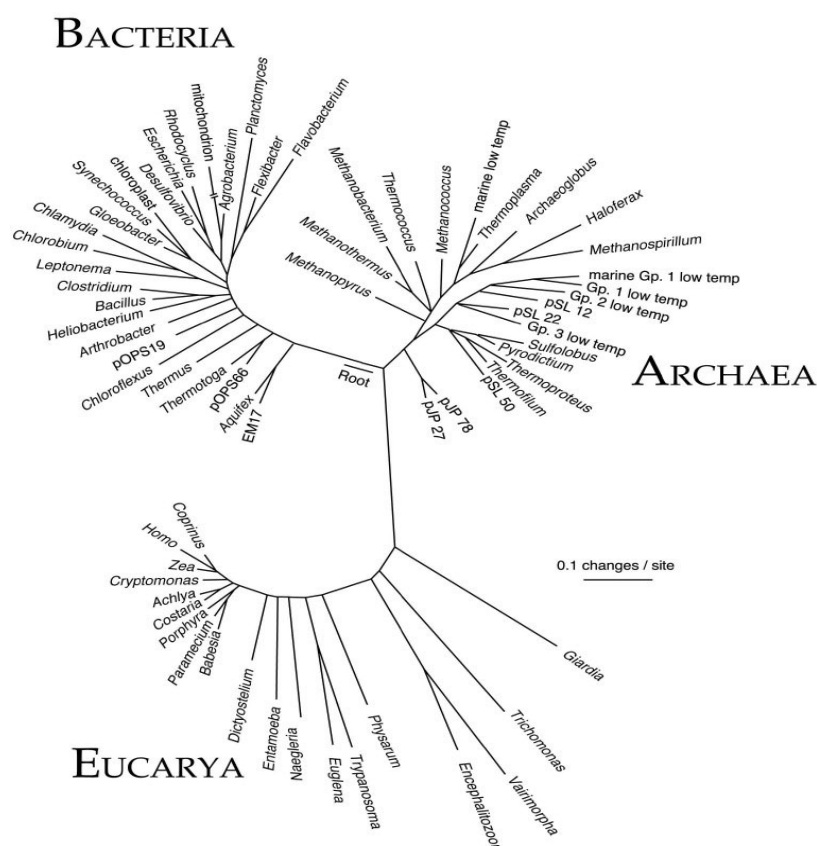 BACTERIA
Planctomyces
mitochondrion
Rhodocyclus
Escherichia
Desulfovibrio
chloroplast
Synechococcus
Gloeobacter
Chlamydia
Chlorobium
Leptonema
Clostridium
Bacillus
Heliobacterium
Arthrobacter
pOPS19
Chloroflexus
Thermus
Thermotoga
pOPS66
Aquifex
EM17
Agrobacterium
Flexibacter
Flavobacterium
Root
Methanobacterium
Thermococcus
Methanothermus
Methanopyrus
Methanococcus
marine low temp
Thermoplasma
Archaeoglobus
Haloferax
Methanospirillum
marine Gp. 1 low temp
Gp. 1 low temp
Gp. 2 low temp
pSL 12
pSL 22
Gp. 3 low temp
Sulfolobus
Pyrodictium
Thermoproteus
Thermofilum
pSL 50
pJP 78
pJP 27
ARCHAEA
Coprinus
Homo
Zea
Cryptomonas
Achlya
Costaria
Porphyra
Paramecium
Babesia
Dictyostelium
Entamoeba
Naegleria
Euglena
Trypanosoma
Physarum
Encephalitozoon
Vairimorpha
Trichomonas
Giardia
0.1 changes / site
EUCARYA